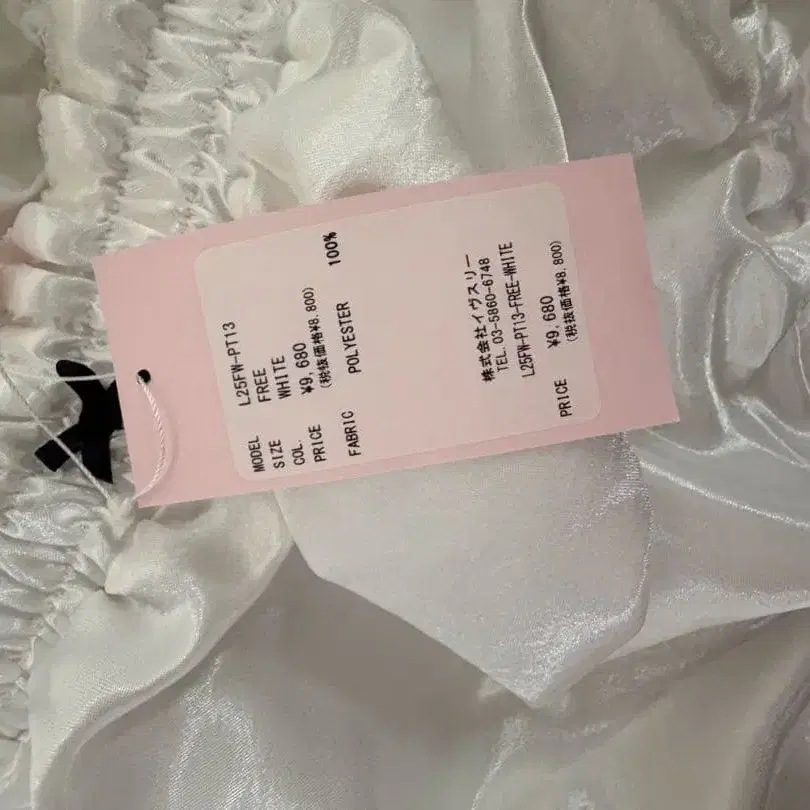 MODEL L25FW-PT13
SIZE FREE
COL. WHITE
PRICE ¥9,680
(税抜価格¥8,800)
FABRIC POLYESTER 100%
株式会社イヴスリー
TEL. 03-5860-6748
L25FW-PT13-FREE-WHITE
PRICE ¥9,680
(税抜価格¥8,800)